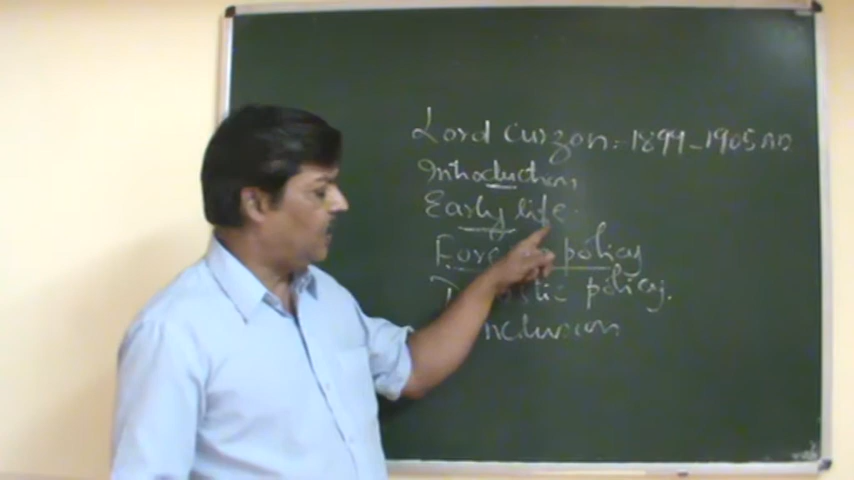 Lord Curzon:- 1899-1905 AD
Introduction,
Early life.
policy
policy.